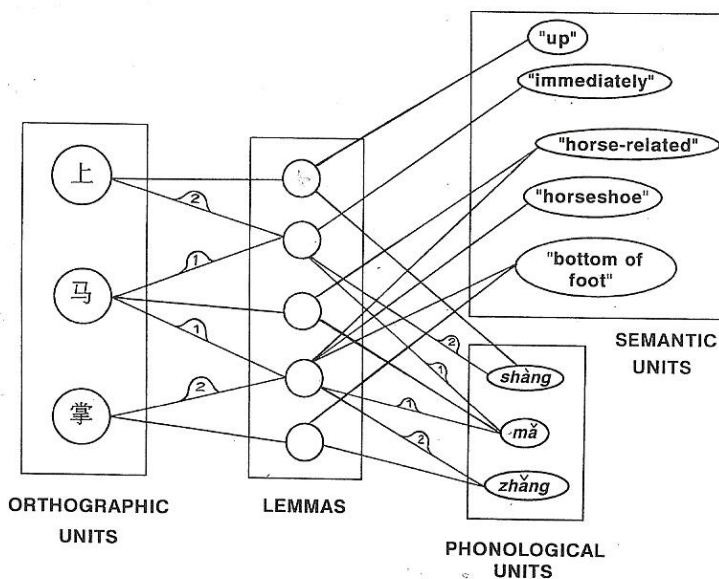 上
马
掌
2
1
1
2
2
1
1
2
"up"
"immediately"
"horse-related"
"horseshoe"
"bottom of
foot"
shàng
mǎ
zhǎng
ORTHOGRAPHIC
UNITS
LEMMAS
SEMANTIC
UNITS
PHONOLOGICAL
UNITS